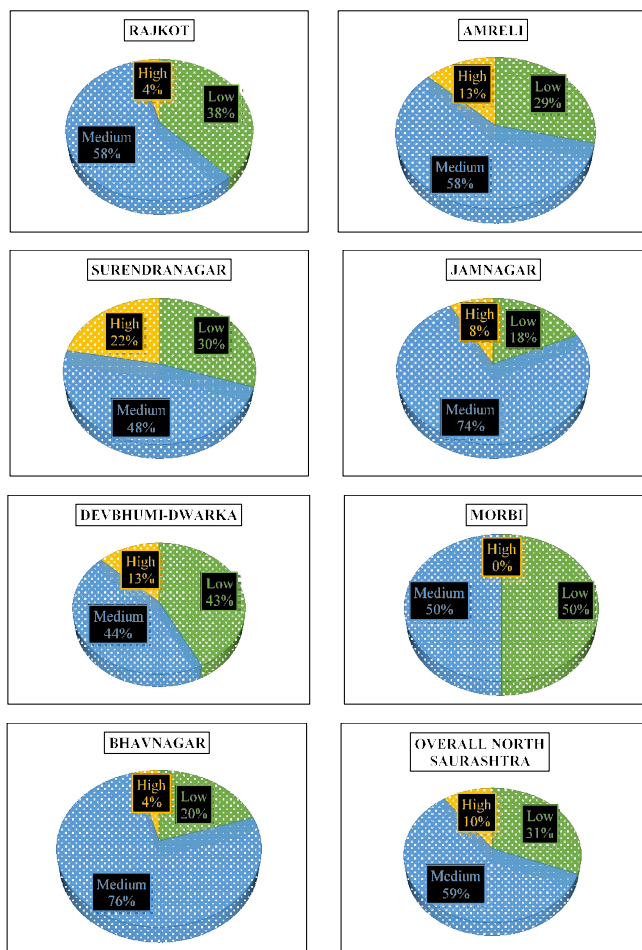 RAJKOT
High
4%
Low
38%
Medium
58%
AMRELI
High
13%
Low
29%
Medium
58%
SURENDRANAGAR
High
22%
Low
30%
Medium
48%
JAMNAGAR
High
8%
Low
18%
Medium
74%
DEVBHUMI-DWARKA
High
13%
Low
43%
Medium
44%
MORBI
High
0%
Medium
50%
Low
50%
BHAVNAGAR
High
4%
Low
20%
Medium
76%
OVERALL NORTH
SAURASHTRA
High
10%
Low
31%
Medium
59%